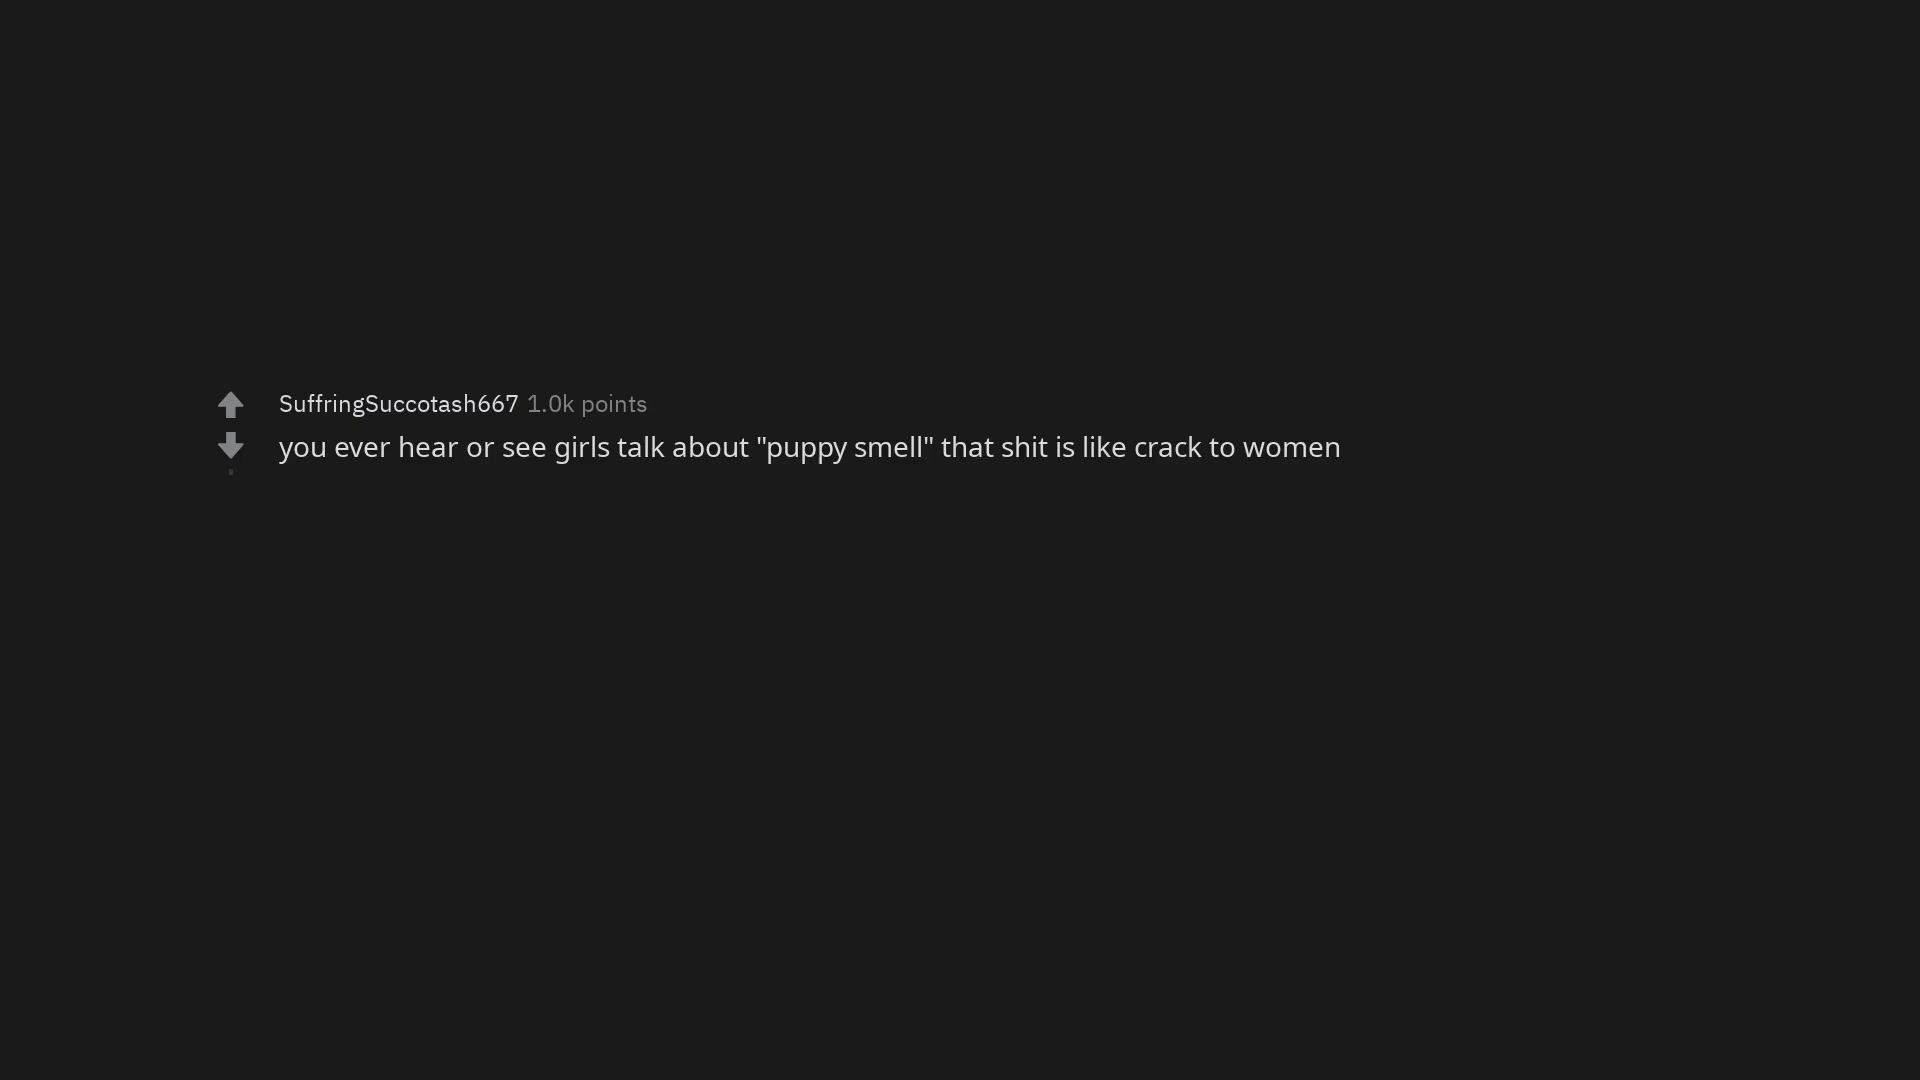 SuffringSuccotash667 1.0k points
you ever hear or see girls talk about "puppy smell" that shit is like crack to women